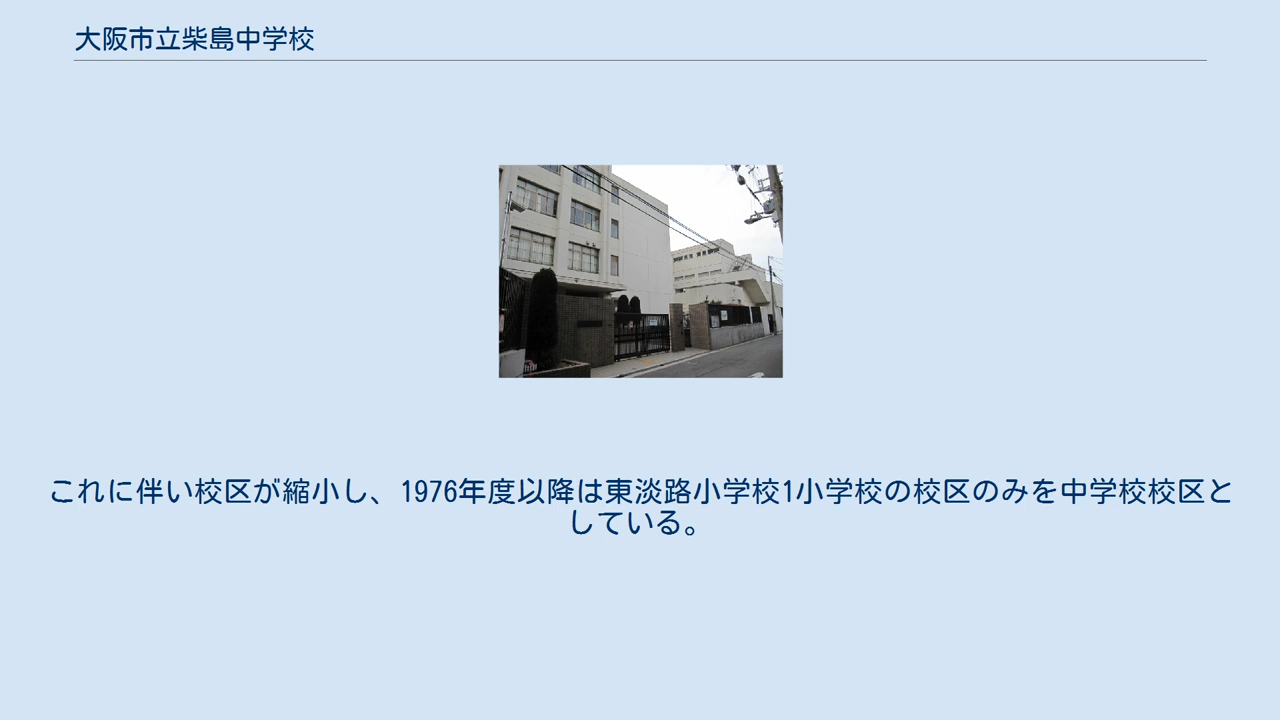 大阪市立柴島中学校
これに伴い校区が縮小し、1976年度以降は東淡路小学校1小学校の校区のみを中学校校区と
している。